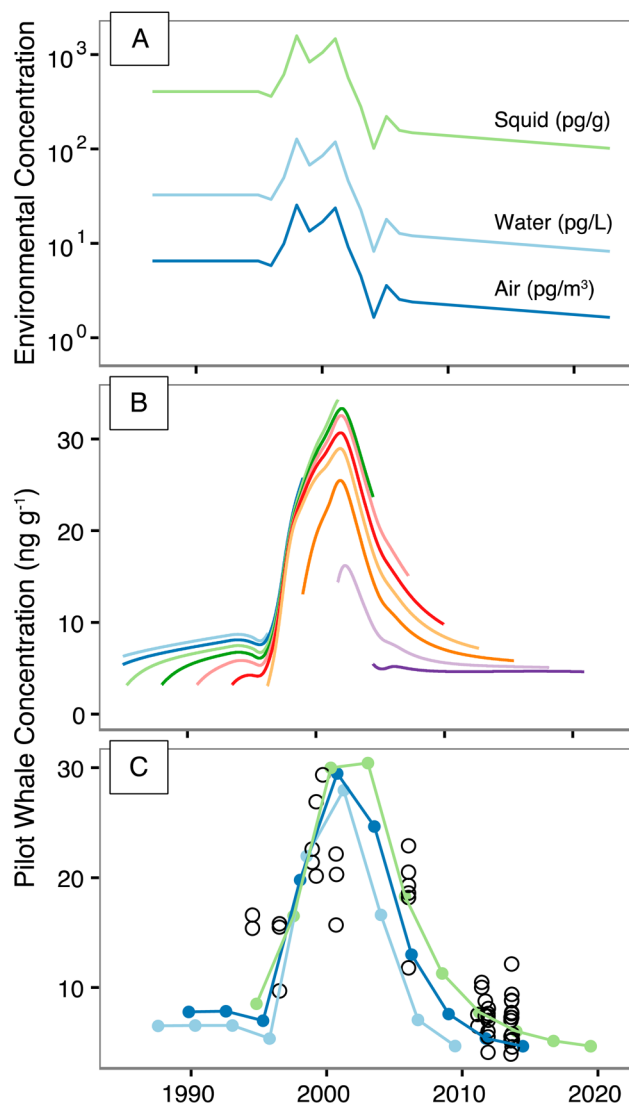 A
Environmental Concentration
10³
10²
10¹
10⁰
Squid (pg/g)
Water (pg/L)
Air (pg/m³)
B
Pilot Whale Concentration (ng g⁻¹)
30
20
10
0
C
30
20
10
1990 2000 2010 2020